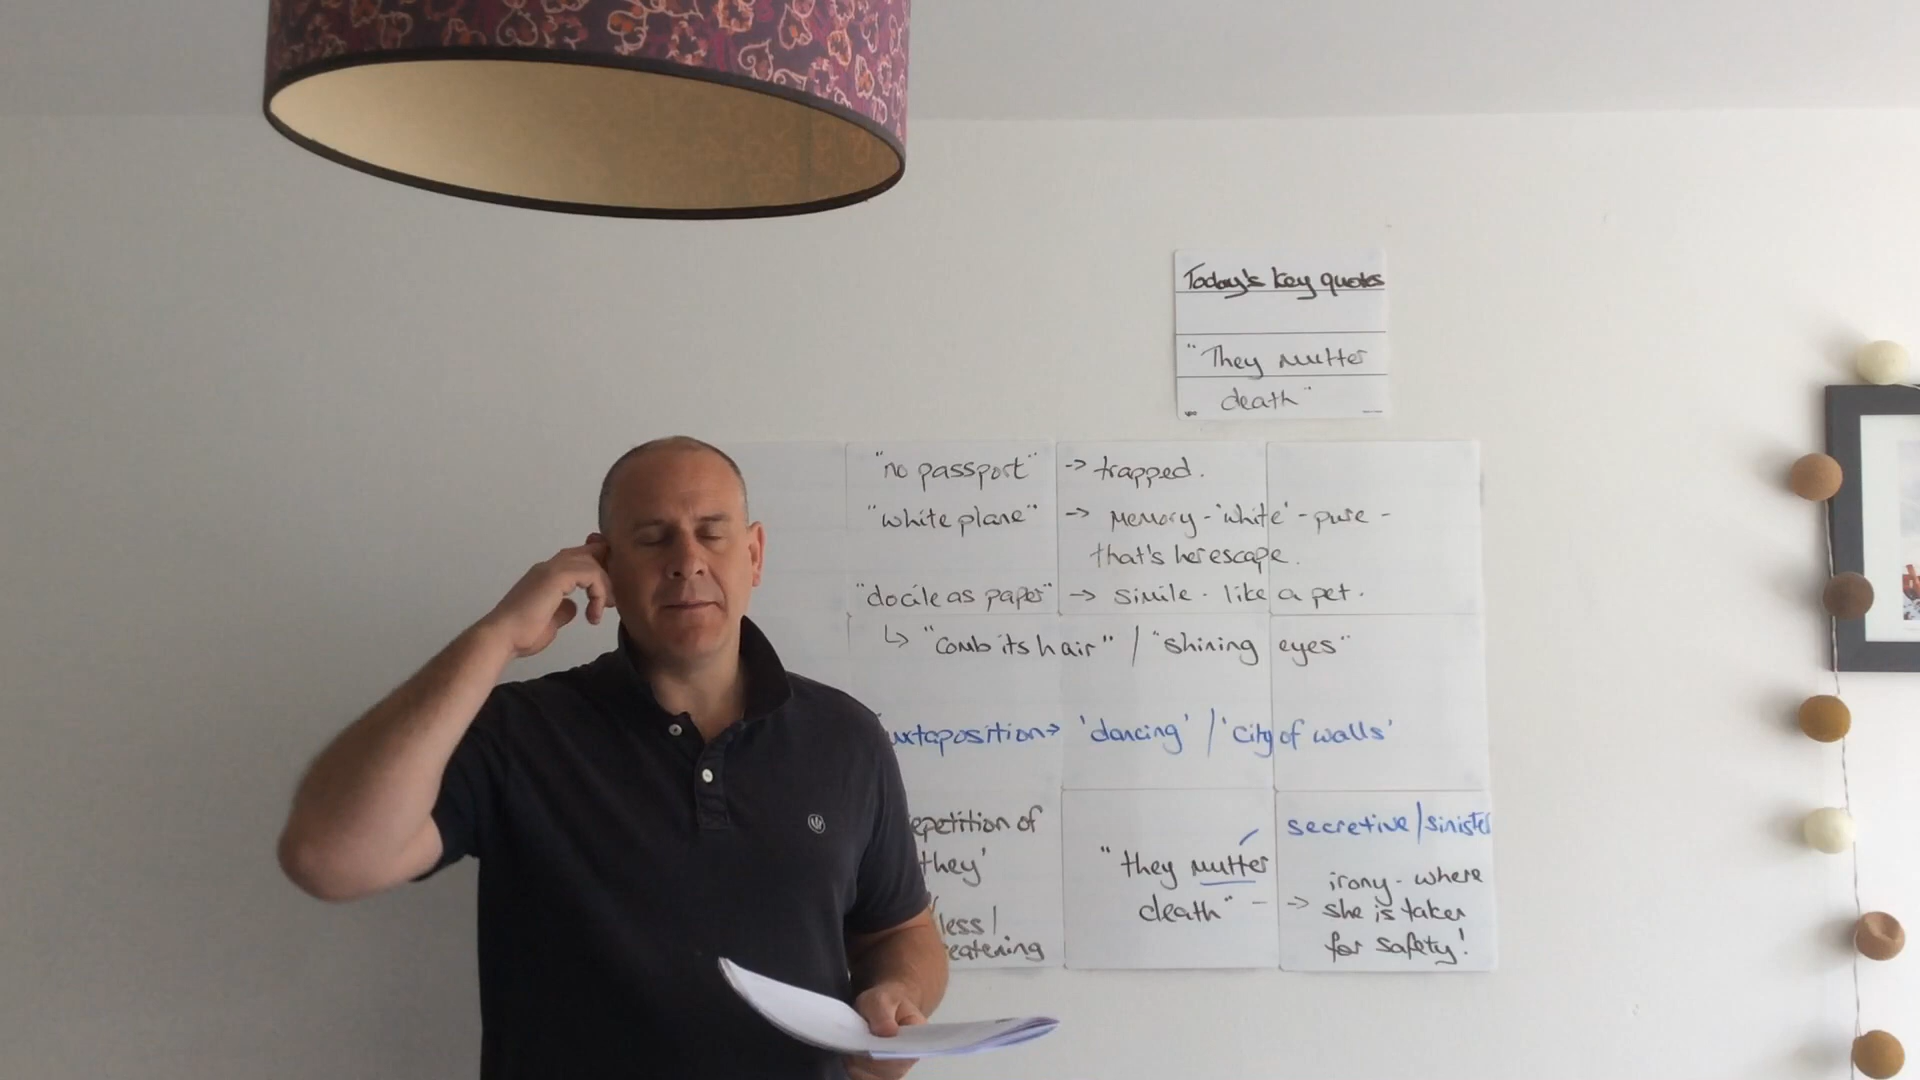 Today's key quotes
"They mutter
death"
"no passport" -> trapped.
"white plane" -> memory - 'white' - pure -
that's her escape.
"docile as paper" -> simile. like a pet.
↳ "comb its hair" / "shining eyes"
uxtaposition -> 'dancing' / 'city of walls'
epetition of
'they'
less /
eatening
"they mutter
death" - ->
secretive/sinister
irony - where
she is taken
for safety!